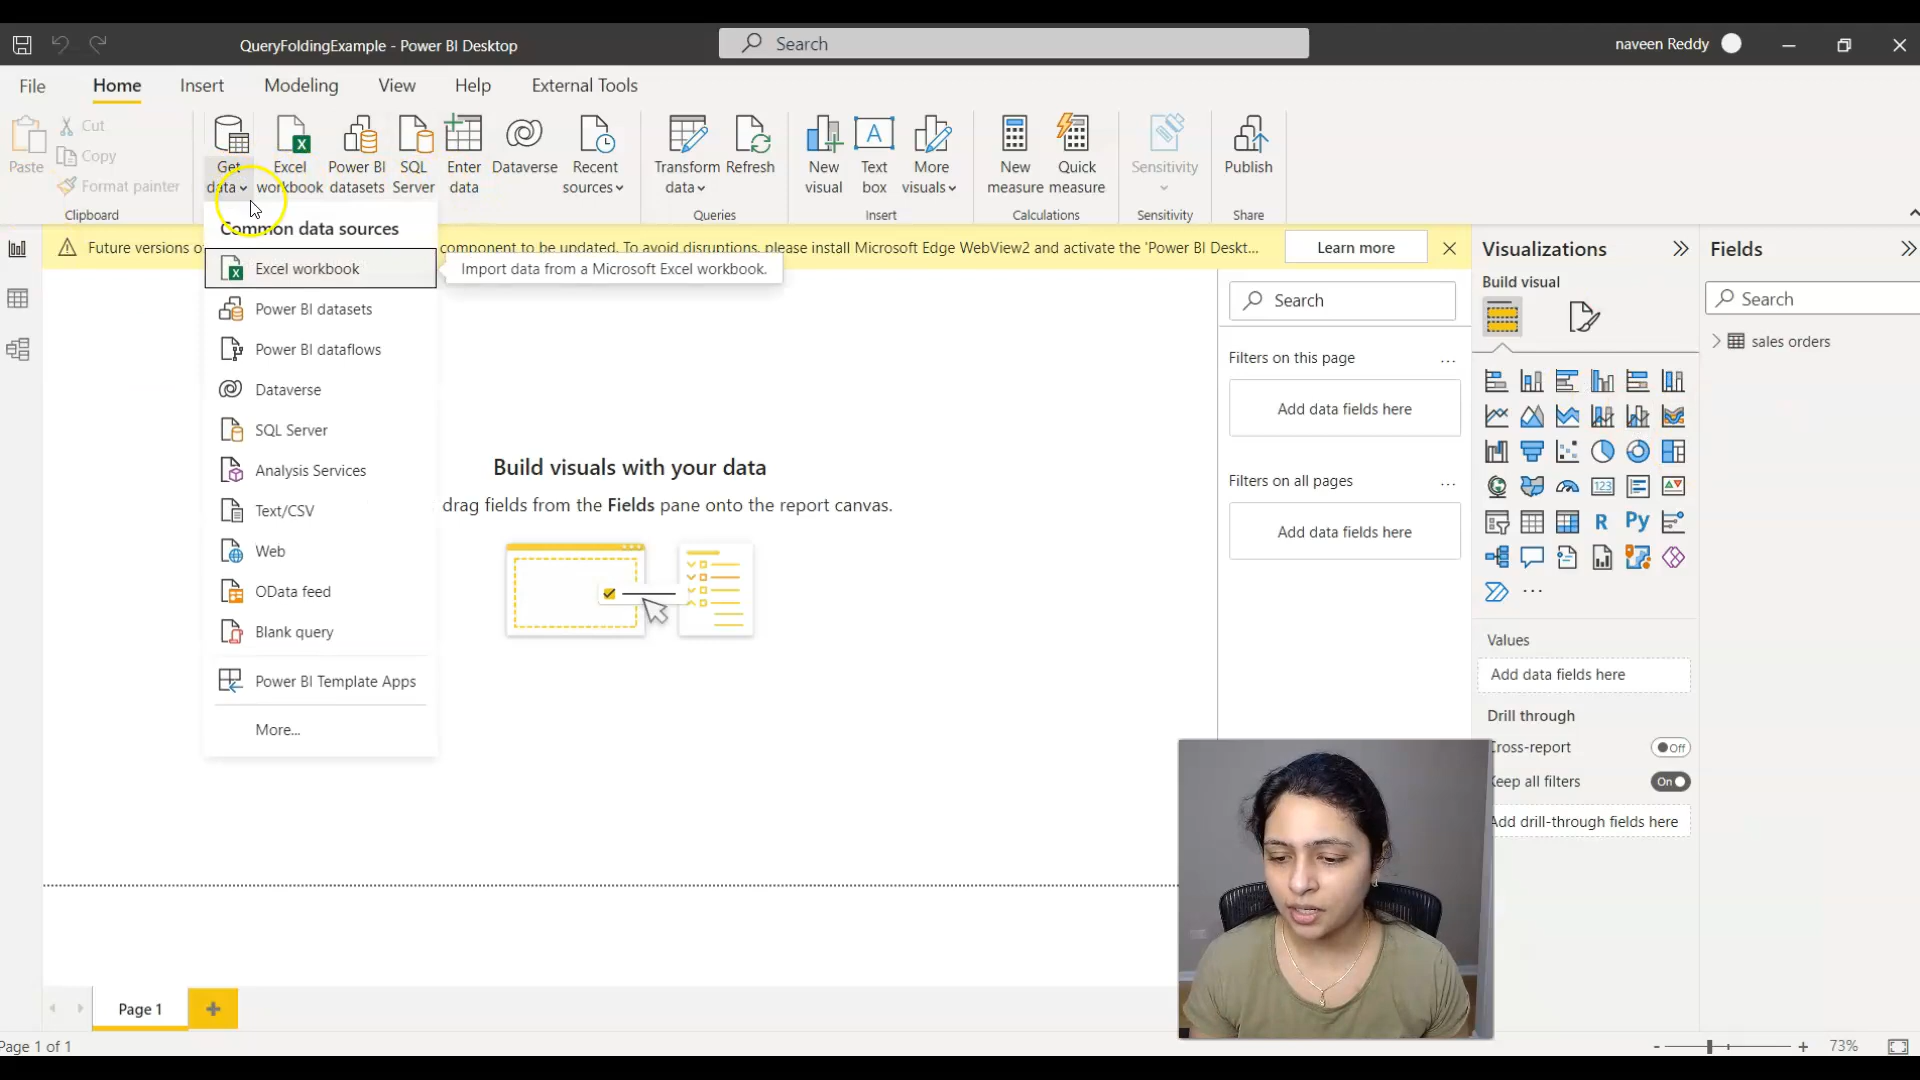 QueryFoldingExample - Power BI Desktop
Search
naveen Reddy
File
Home
Insert
Modeling
View
Help
External Tools
Paste
Cut
Copy
Format painter
Clipboard
Get
data
Excel
workbook
Power BI
datasets
SQL
Server
Enter
data
Dataverse
Recent
sources
Transform
data
Refresh
Queries
New
visual
Text
box
More
visuals
Insert
New
measure
Quick
measure
Calculations
Sensitivity
Sensitivity
Publish
Share
Common data sources
Excel workbook
Power BI datasets
Power BI dataflows
Dataverse
SQL Server
Analysis Services
Text/CSV
Web
OData feed
Blank query
Power BI Template Apps
More...
Import data from a Microsoft Excel workbook.
Future versions o
component to be updated. To avoid disruptions, please install Microsoft Edge WebView2 and activate the 'Power BI Deskt...
Learn more
Build visuals with your data
drag fields from the Fields pane onto the report canvas.
Search
Filters on this page
...
Add data fields here
Filters on all pages
...
Add data fields here
Visualizations
Build visual
123
R
Py
...
Values
Add data fields here
Drill through
Cross-report
Off
Keep all filters
On
Add drill-through fields here
Fields
Search
sales orders
Page 1
Page 1 of 1
- + 73%